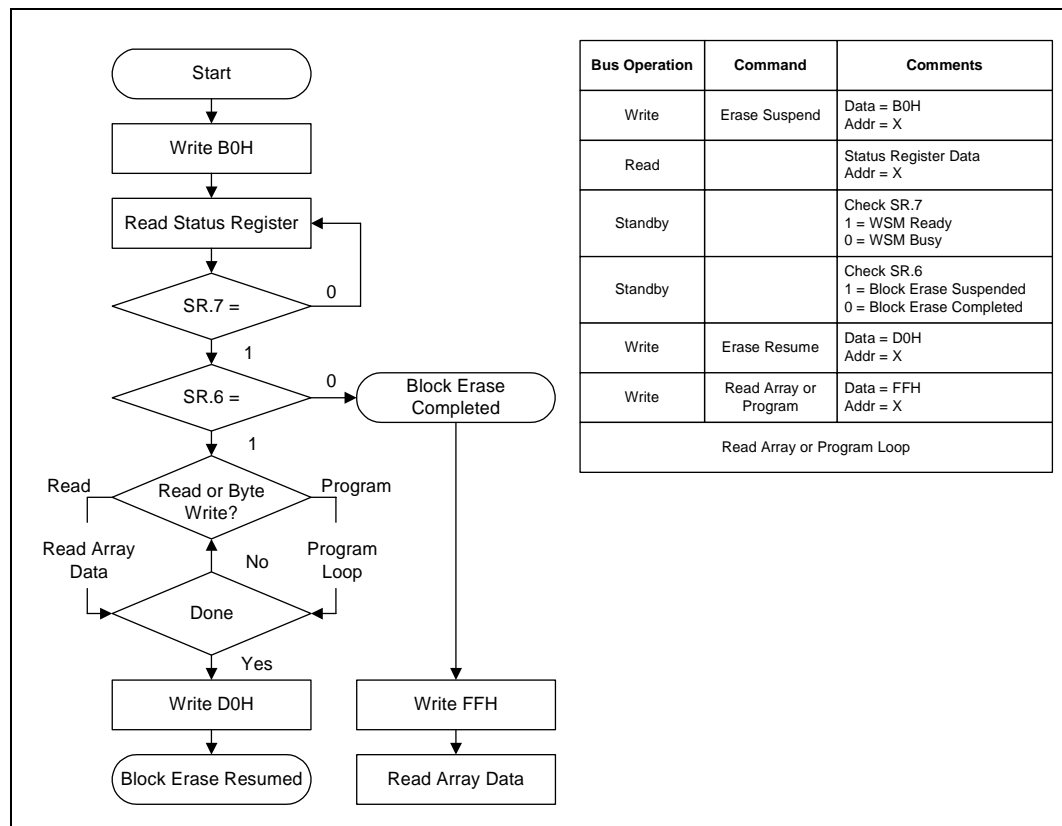 Start
Write B0H
Read Status Register
SR.7 =
0
1
SR.6 =
0
Block Erase
Completed
1
Read
Read or Byte
Write?
Program
Read Array
Data
No
Program
Loop
Done
Yes
Write D0H
Write FFH
Block Erase Resumed
Read Array Data
Bus Operation Command Comments
Write Erase Suspend Data = B0H
Addr = X
Read Status Register Data
Addr = X
Standby Check SR.7
1 = WSM Ready
0 = WSM Busy
Standby Check SR.6
1 = Block Erase Suspended
0 = Block Erase Completed
Write Erase Resume Data = D0H
Addr = X
Write Read Array or Data = FFH
Program Addr = X
Read Array or Program Loop